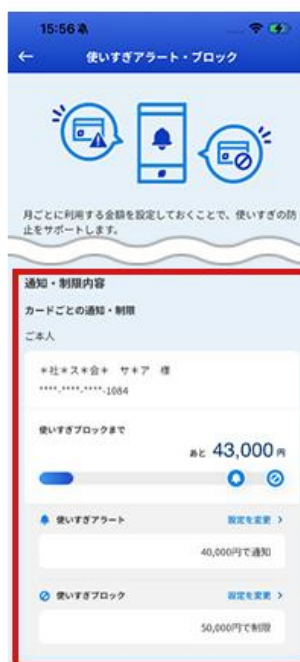 15:56
使いすぎアラート・ブロック
月ごとに利用する金額を設定しておくことで、使いすぎの防
止をサポートします。
通知・制限内容
カードごとの通知・制限
ご本人
*社*ス*会* サ*ア 様
****-****-****-1084
使いすぎブロックまで
あと 43,000 円
使いすぎアラート 設定を変更 >
40,000円で通知
使いすぎブロック 設定を変更 >
50,000円で制限